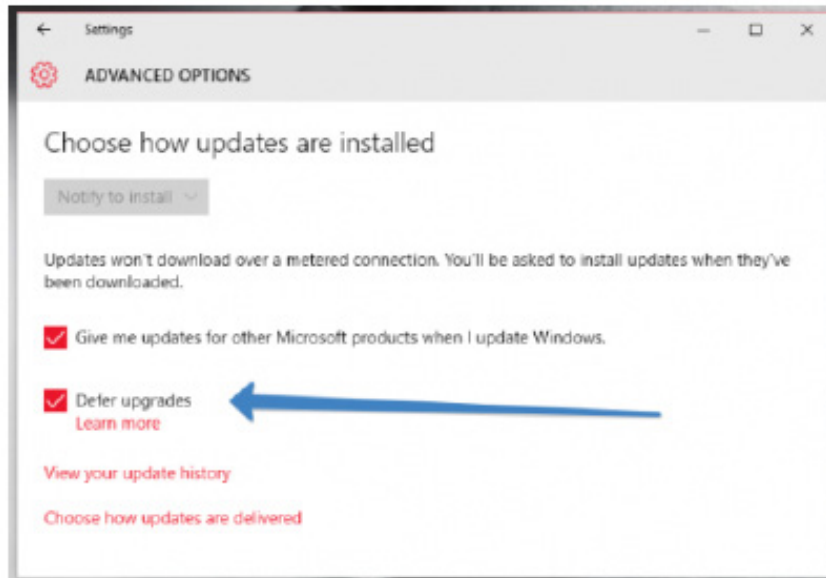 Settings
ADVANCED OPTIONS
Choose how updates are installed
Notify to install
Updates won't download over a metered connection. You'll be asked to install updates when they've
been downloaded.
Give me updates for other Microsoft products when I update Windows.
Defer upgrades
Learn more
View your update history
Choose how updates are delivered